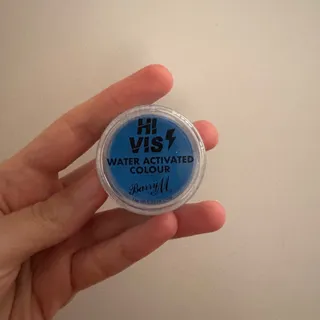 HI
VIS
WATER ACTIVATED
COLOUR
Barry M